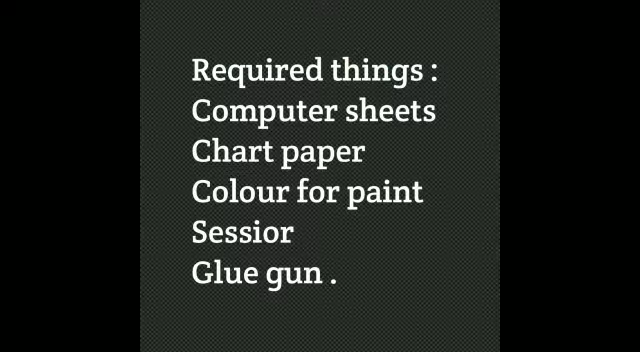 Required things :
Computer sheets
Chart paper
Colour for paint
Sessior
Glue gun .